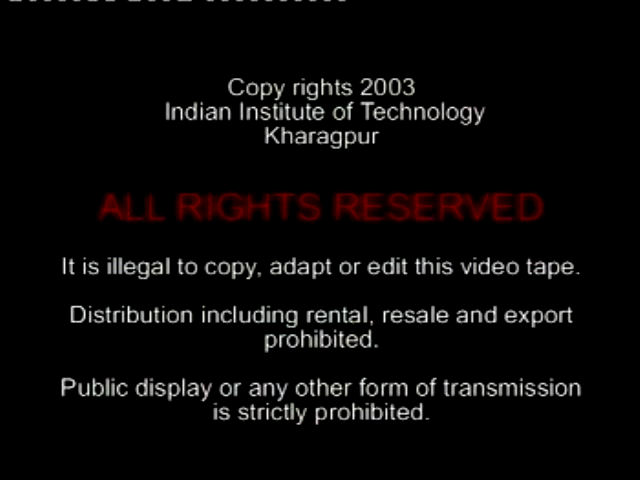 Copy rights 2003
Indian Institute of Technology
Kharagpur
ALL RIGHTS RESERVED
It is illegal to copy, adapt or edit this video tape.
Distribution including rental, resale and export
prohibited.
Public display or any other form of transmission
is strictly prohibited.